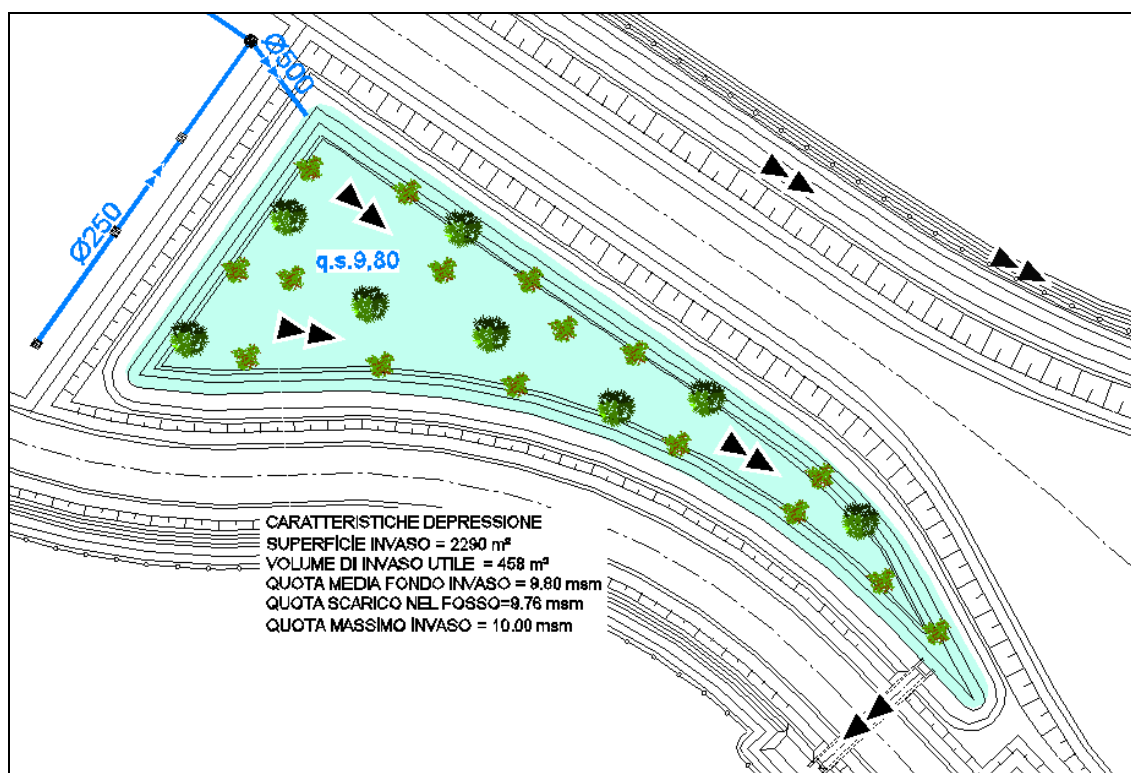 Ø500
Ø250
q.s.9,80
CARATTERISTICHE DEPRESSIONE
SUPERFICIE INVASO = 2290 m²
VOLUME DI INVASO UTILE = 458 m³
QUOTA MEDIA FONDO INVASO = 9.80 msm
QUOTA SCARICO NEL FOSSO=9.76 msm
QUOTA MASSIMO INVASO = 10.00 msm